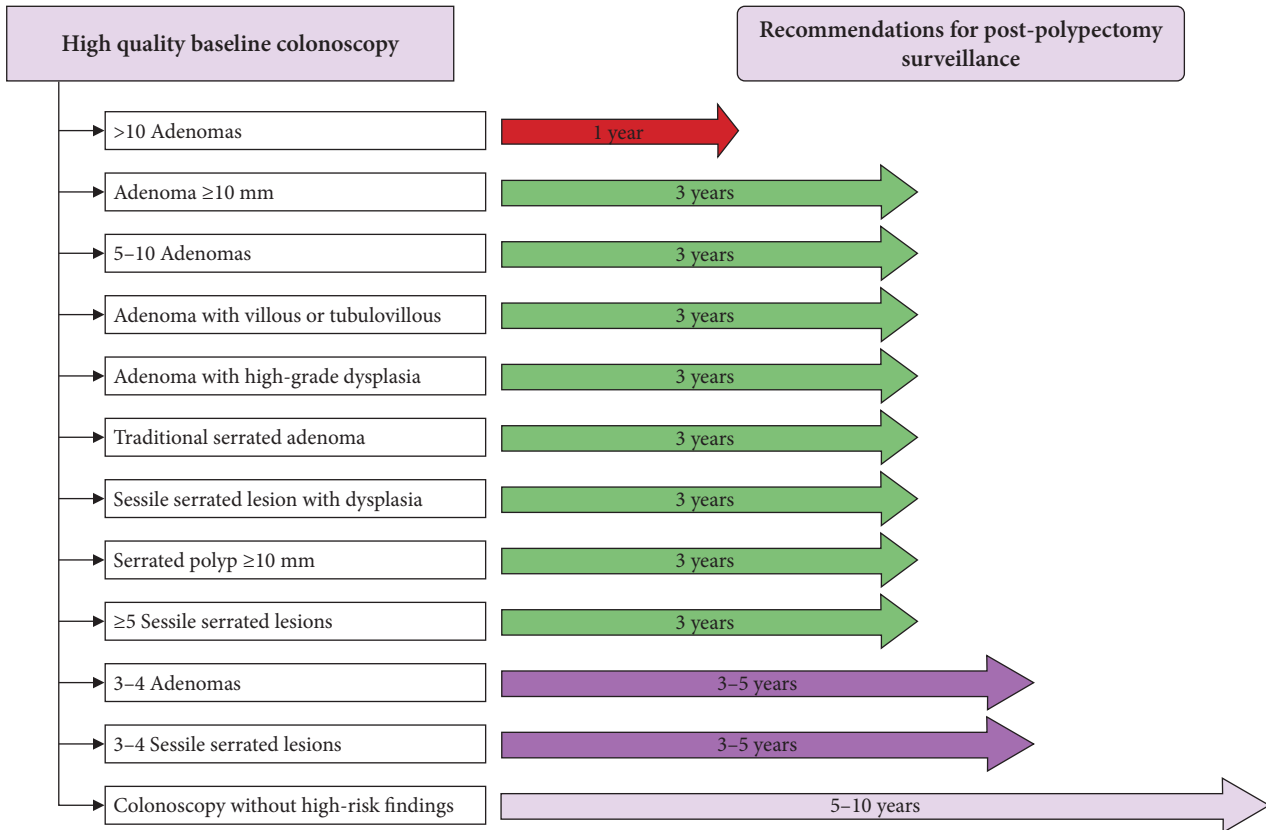 High quality baseline colonoscopy
Recommendations for post-polypectomy
surveillance
>10 Adenomas
1 year
Adenoma ≥10 mm
3 years
5–10 Adenomas
3 years
Adenoma with villous or tubulovillous
3 years
Adenoma with high-grade dysplasia
3 years
Traditional serrated adenoma
3 years
Sessile serrated lesion with dysplasia
3 years
Serrated polyp ≥10 mm
3 years
≥5 Sessile serrated lesions
3 years
3–4 Adenomas
3–5 years
3–4 Sessile serrated lesions
3–5 years
Colonoscopy without high-risk findings
5–10 years